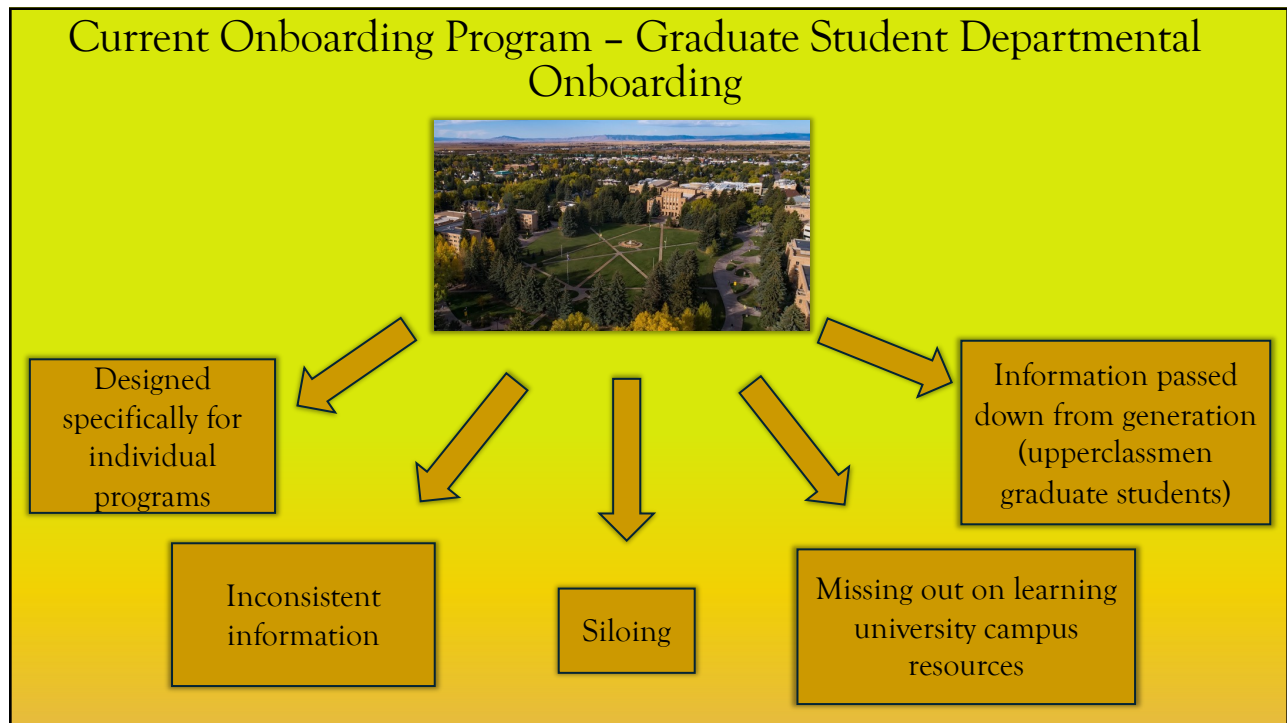 Current Onboarding Program – Graduate Student Departmental
Onboarding
Designed
specifically for
individual
programs
Inconsistent
information
Siloing
Missing out on learning
university campus
resources
Information passed
down from generation
(upperclassmen
graduate students)